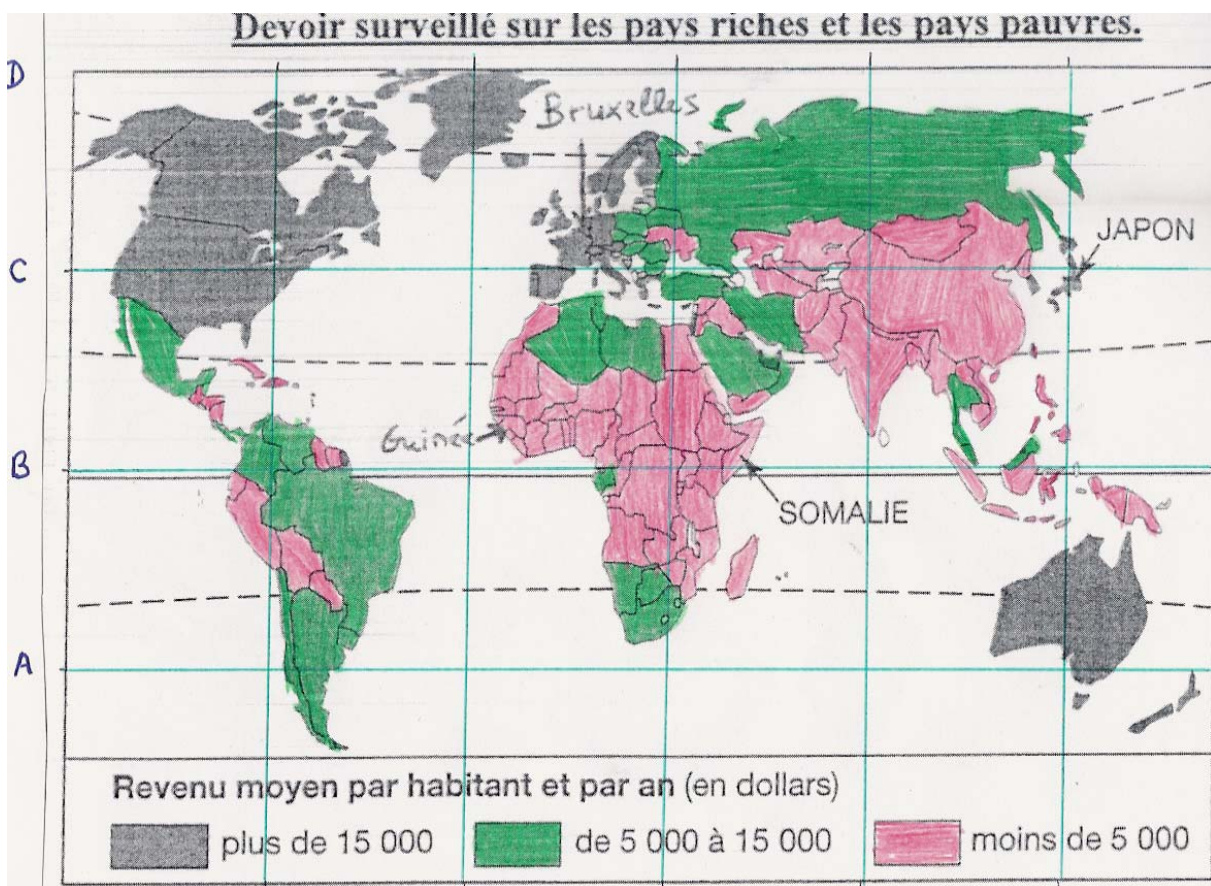 Devoir surveillé sur les pays riches et les pays pauvres.
D
Bruxelles
JAPON
C
Guinée
B
SOMALIE
A
Revenu moyen par habitant et par an (en dollars)
plus de 15 000
de 5 000 à 15 000
moins de 5 000